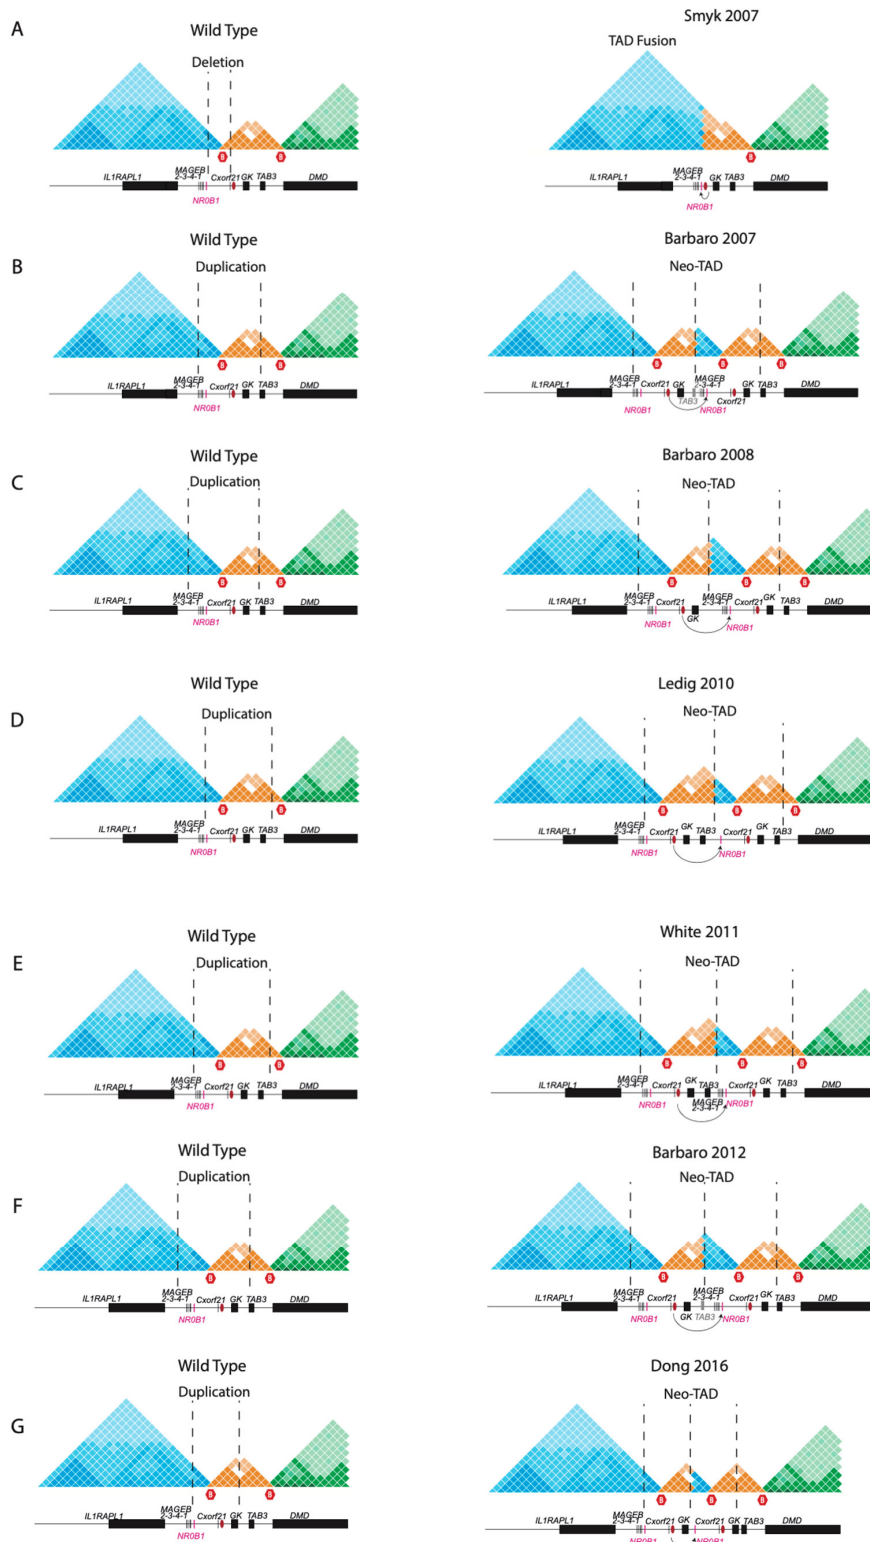 A
Wild Type
Smyk 2007
Deletion
TAD Fusion
B
B
B
IL1RAPL1
MAGEB
2-3-4-1
Cxorf21
GK
TAB3
DMD
NR0B1
IL1RAPL1
MAGEB
2-3-4-1
GK
TAB3
DMD
NR0B1
B
Wild Type
Barbaro 2007
Duplication
Neo-TAD
B
B
B
B
B
IL1RAPL1
MAGEB
2-3-4-1
Cxorf21
GK
TAB3
DMD
NR0B1
IL1RAPL1
MAGEB
2-3-4-1
Cxorf21
GK
TAB3
MAGEB
2-3-4-1
Cxorf21
GK
TAB3
DMD
NR0B1
NR0B1
C
Wild Type
Barbaro 2008
Duplication
Neo-TAD
B
B
B
B
B
IL1RAPL1
MAGEB
2-3-4-1
Cxorf21
GK
TAB3
DMD
NR0B1
IL1RAPL1
MAGEB
2-3-4-1
Cxorf21
GK
MAGEB
2-3-4-1
Cxorf21
GK
TAB3
DMD
NR0B1
NR0B1
D
Wild Type
Ledig 2010
Duplication
Neo-TAD
B
B
B
B
B
IL1RAPL1
MAGEB
2-3-4-1
Cxorf21
GK
TAB3
DMD
NR0B1
IL1RAPL1
MAGEB
2-3-4-1
Cxorf21
GK
TAB3
Cxorf21
GK
TAB3
DMD
NR0B1
NR0B1
E
Wild Type
White 2011
Duplication
Neo-TAD
B
B
B
B
B
IL1RAPL1
MAGEB
2-3-4-1
Cxorf21
GK
TAB3
DMD
NR0B1
IL1RAPL1
MAGEB
2-3-4-1
Cxorf21
GK
TAB3
MAGEB
2-3-4-1
Cxorf21
GK
TAB3
DMD
NR0B1
NR0B1
F
Wild Type
Barbaro 2012
Duplication
Neo-TAD
B
B
B
B
B
IL1RAPL1
MAGEB
2-3-4-1
Cxorf21
GK
TAB3
DMD
NR0B1
IL1RAPL1
MAGEB
2-3-4-1
Cxorf21
GK
TAB3
MAGEB
2-3-4-1
Cxorf21
GK
TAB3
DMD
NR0B1
NR0B1
G
Wild Type
Dong 2016
Duplication
Neo-TAD
B
B
B
B
B
IL1RAPL1
MAGEB
2-3-4-1
Cxorf21
GK
TAB3
DMD
NR0B1
IL1RAPL1
MAGEB
2-3-4-1
Cxorf21
GK
Cxorf21
GK
TAB3
DMD
NR0B1
NR0B1